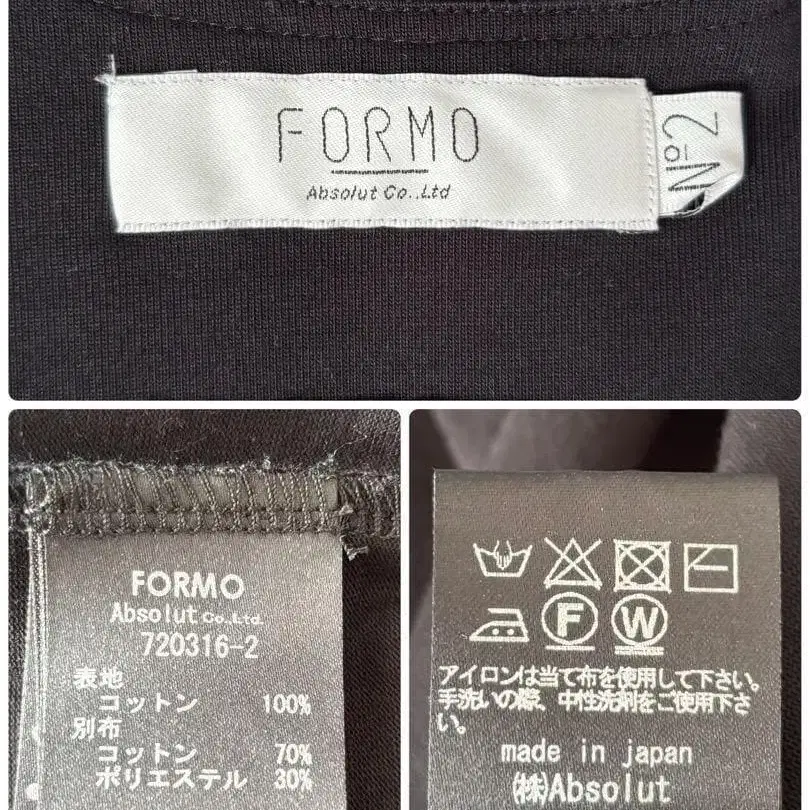 FORMO
Absolut Co.,Ltd
Nº2
FORMO
Absolut Co.Ltd.
720316-2
表地
コットン 100%
別布
コットン 70%
ポリエステル 30%
F W
アイロンは当て布を使用して下さい。
手洗いの際、中性洗剤をご使用下さ
い。
made in japan
㈱Absolut